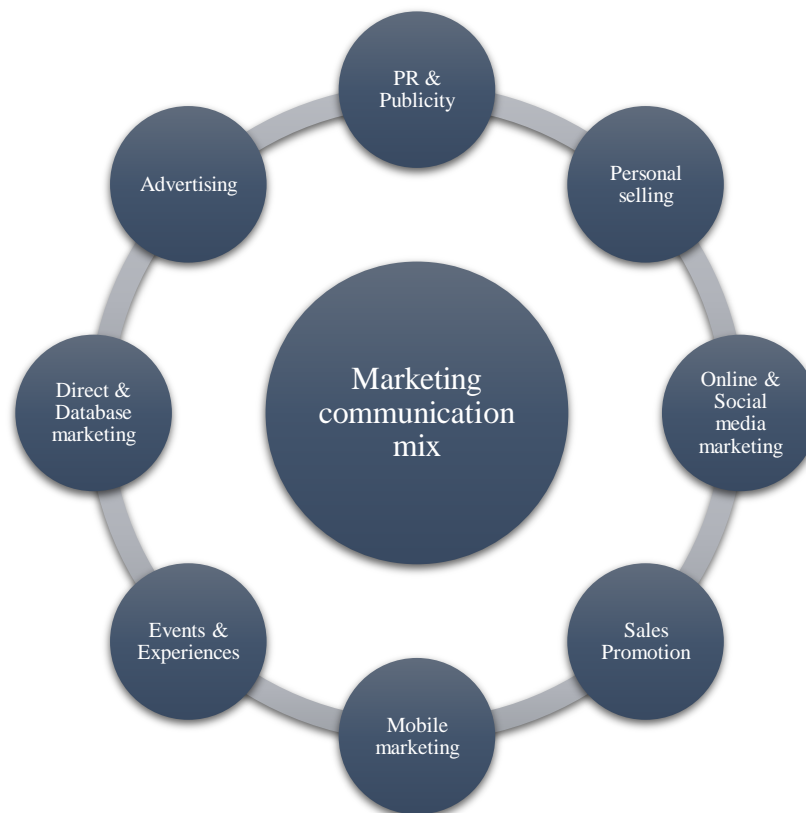 PR &
Publicity
Advertising
Personal
selling
Marketing
communication
mix
Direct &
Database
marketing
Online &
Social
media
marketing
Events &
Experiences
Sales
Promotion
Mobile
marketing